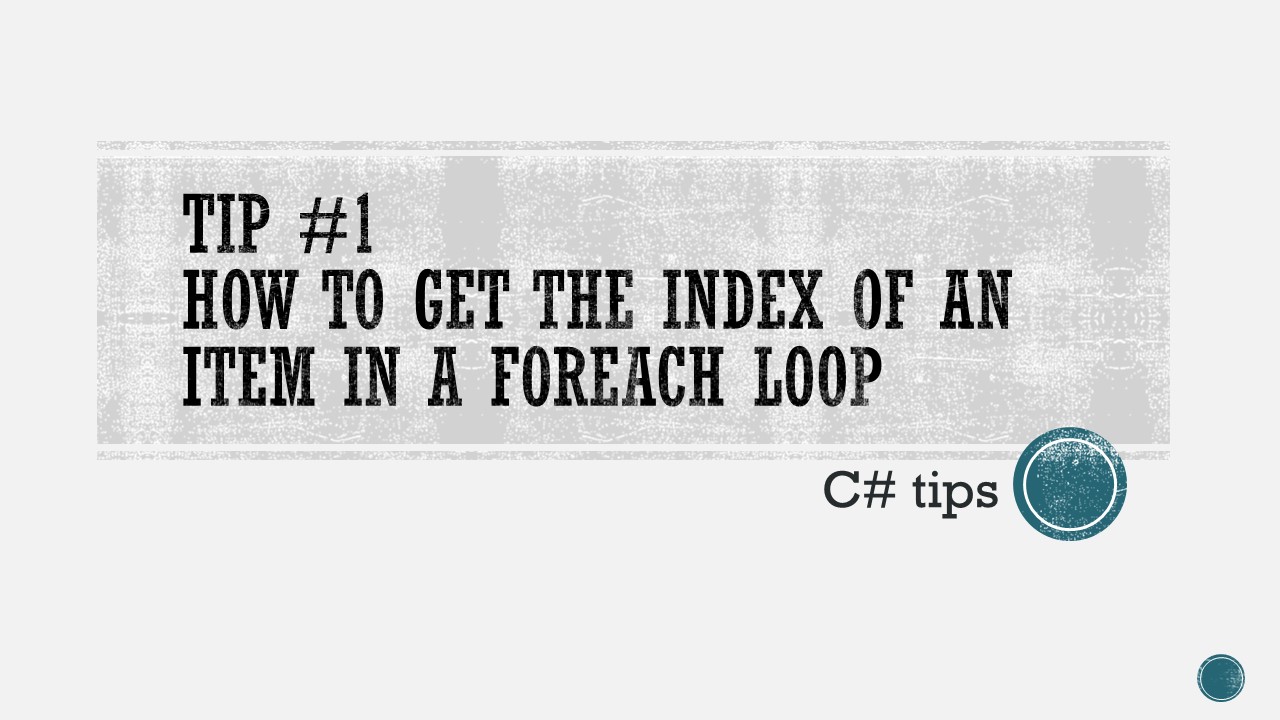 TIP #1
HOW TO GET THE INDEX OF AN
ITEM IN A FOREACH LOOP
C# tips